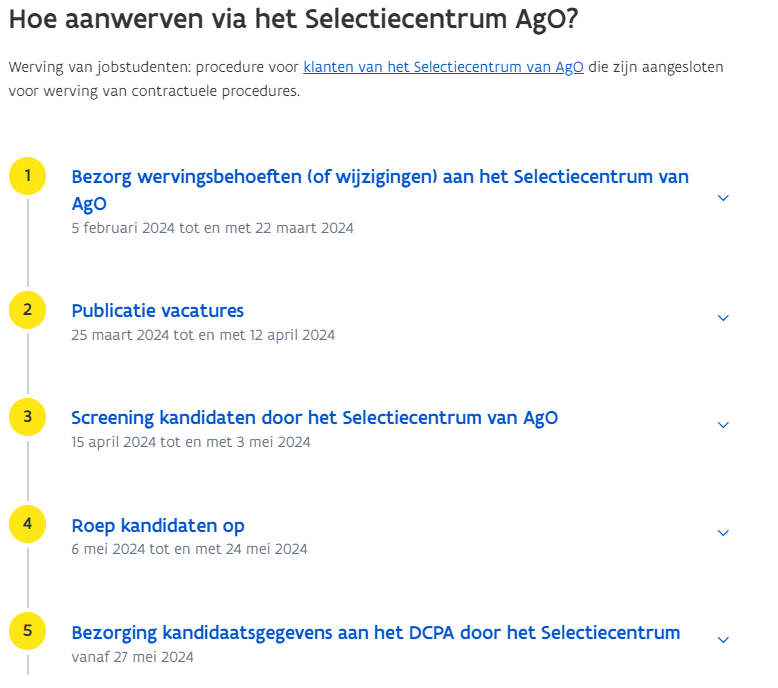 Hoe aanwerven via het Selectiecentrum AgO?
Werving van jobstudenten: procedure voor klanten van het Selectiecentrum van AgO die zijn aangesloten
voor werving van contractuele procedures.
1
Bezorg wervingsbehoeften (of wijzigingen) aan het Selectiecentrum van
AgO
5 februari 2024 tot en met 22 maart 2024
2
Publicatie vacatures
25 maart 2024 tot en met 12 april 2024
3
Screening kandidaten door het Selectiecentrum van AgO
15 april 2024 tot en met 3 mei 2024
4
Roep kandidaten op
6 mei 2024 tot en met 24 mei 2024
5
Bezorging kandidaatsgegevens aan het DCPA door het Selectiecentrum
vanaf 27 mei 2024